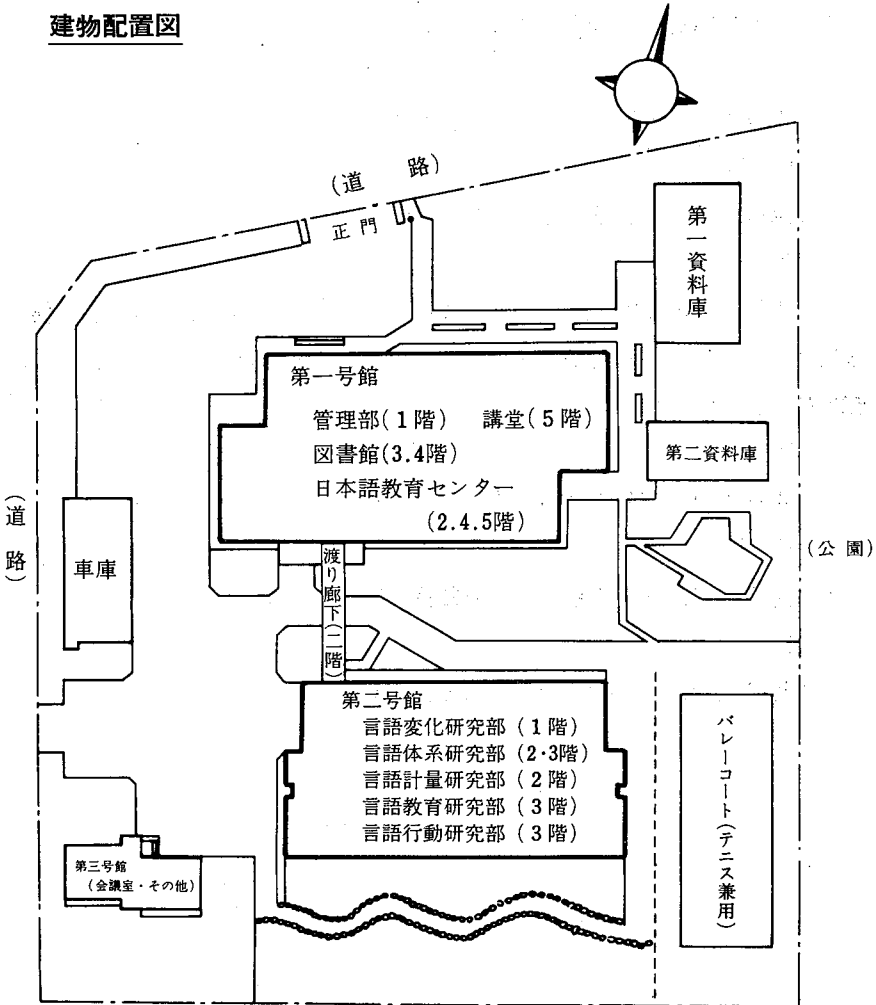 建物配置図
(道路)
正門
第一資料庫
第一号館
管理部(1階) 講堂(5階)
図書館(3.4階)
日本語教育センター
(2.4.5階)
第二資料庫
(道路)
車庫
渡り廊下(二階)
(公園)
第二号館
言語変化研究部(1階)
言語体系研究部(2・3階)
言語計量研究部(2階)
言語教育研究部(3階)
言語行動研究部(3階)
バレーコート(テニス兼用)
第三号館
(会議室・その他)